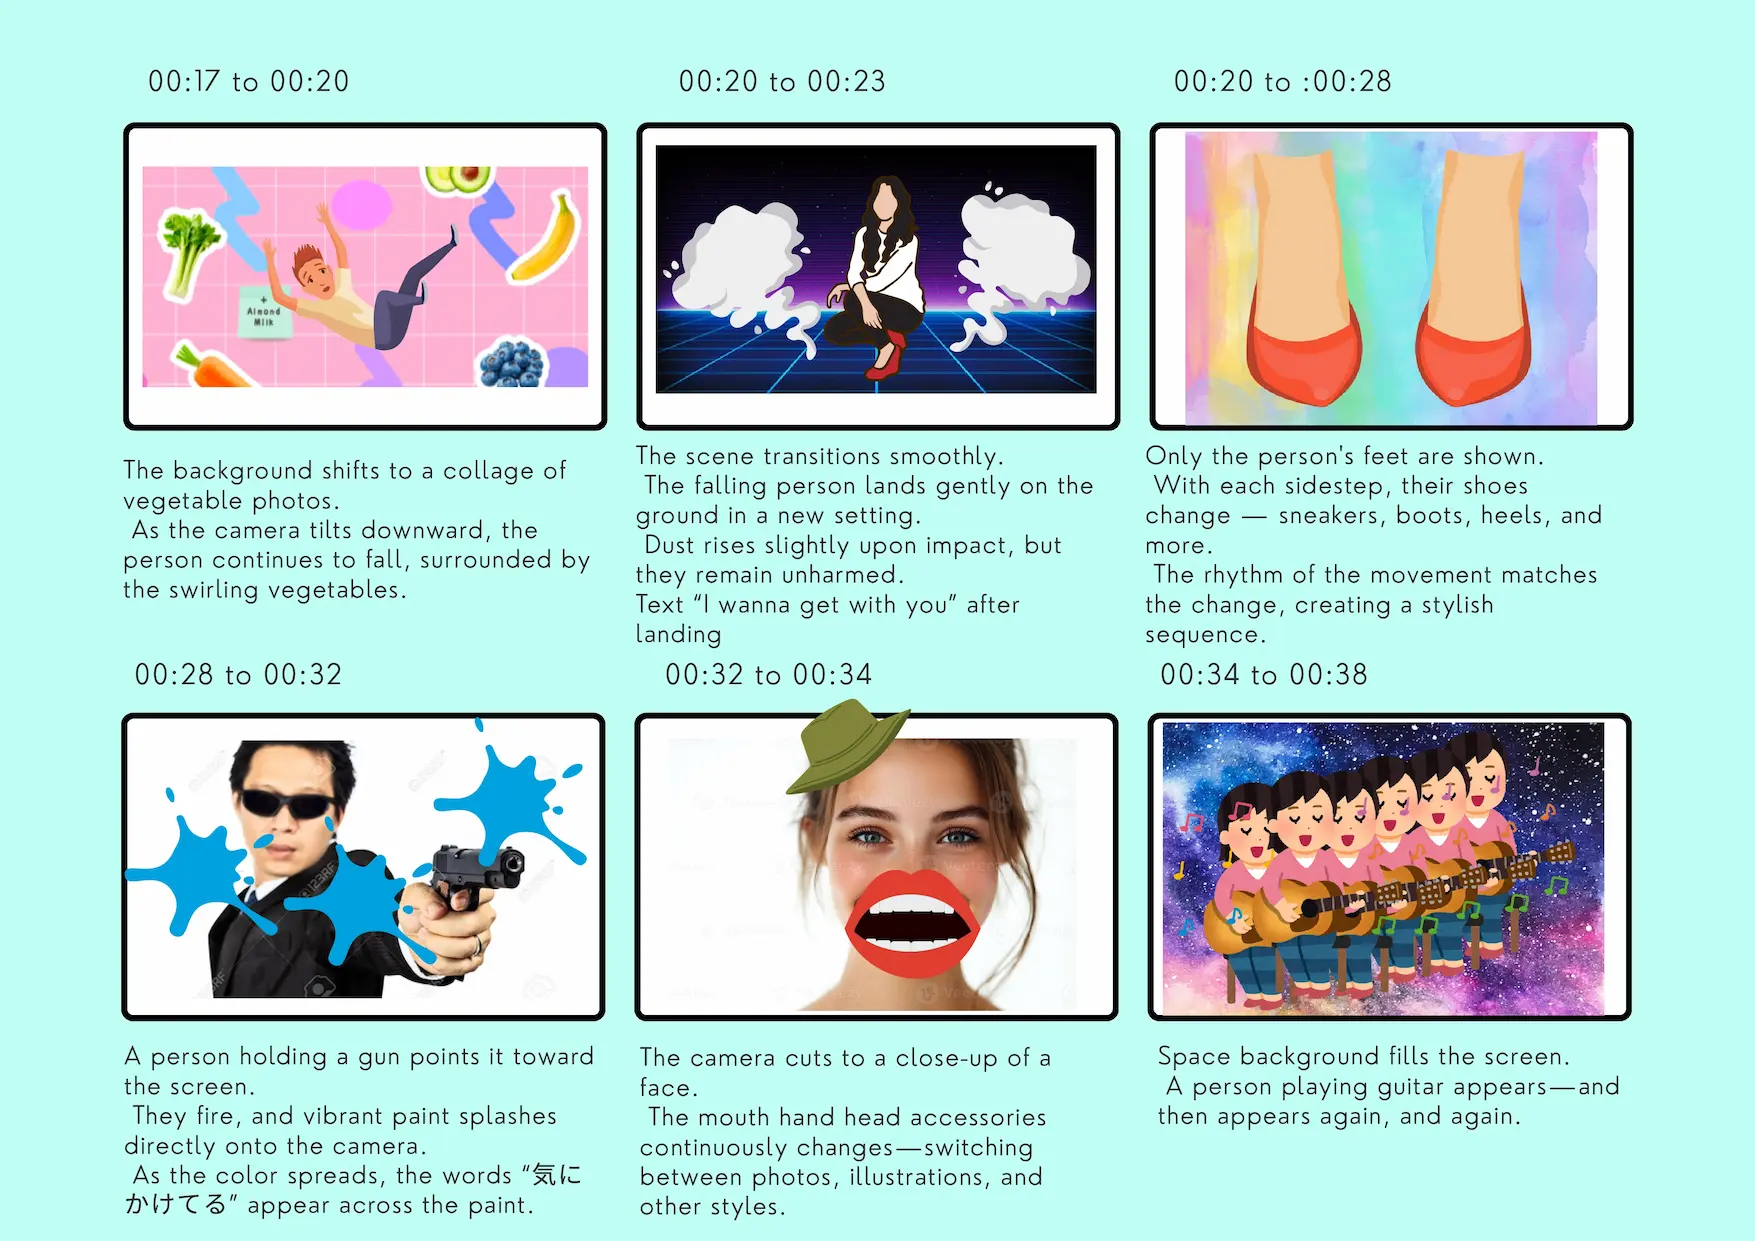 00:17 to 00:20
00:20 to 00:23
00:20 to :00:28
+
Almond
Milk
The background shifts to a collage of
vegetable photos.
As the camera tilts downward, the
person continues to fall, surrounded by
the swirling vegetables.
The scene transitions smoothly.
The falling person lands gently on the
ground in a new setting.
Dust rises slightly upon impact, but
they remain unharmed.
Text “I wanna get with you” after
landing
Only the person's feet are shown.
With each sidestep, their shoes
change — sneakers, boots, heels, and
more.
The rhythm of the movement matches
the change, creating a stylish
sequence.
00:28 to 00:32
00:32 to 00:34
00:34 to 00:38
123RF
A person holding a gun points it toward
the screen.
They fire, and vibrant paint splashes
directly onto the camera.
As the color spreads, the words “気に
かけてる” appear across the paint.
The camera cuts to a close-up of a
face.
The mouth hand head accessories
continuously changes—switching
between photos, illustrations, and
other styles.
Space background fills the screen.
A person playing guitar appears—and
then appears again, and again.